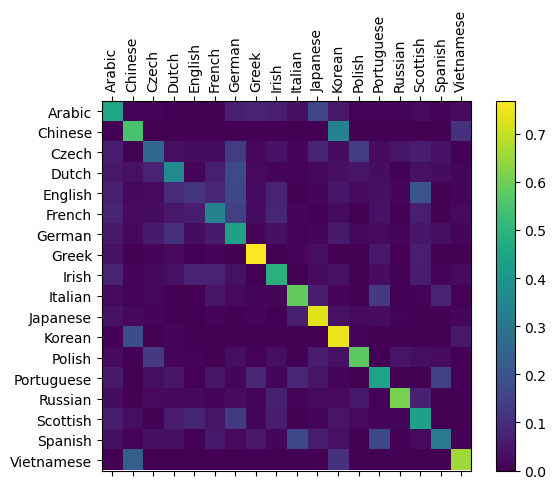 Arabic
Chinese
Czech
Dutch
English
French
German
Greek
Irish
Italian
Japanese
Korean
Polish
Portuguese
Russian
Scottish
Spanish
Vietnamese
Arabic
Chinese
Czech
Dutch
English
French
German
Greek
Irish
Italian
Japanese
Korean
Polish
Portuguese
Russian
Scottish
Spanish
Vietnamese
0.7
0.6
0.5
0.4
0.3
0.2
0.1
0.0